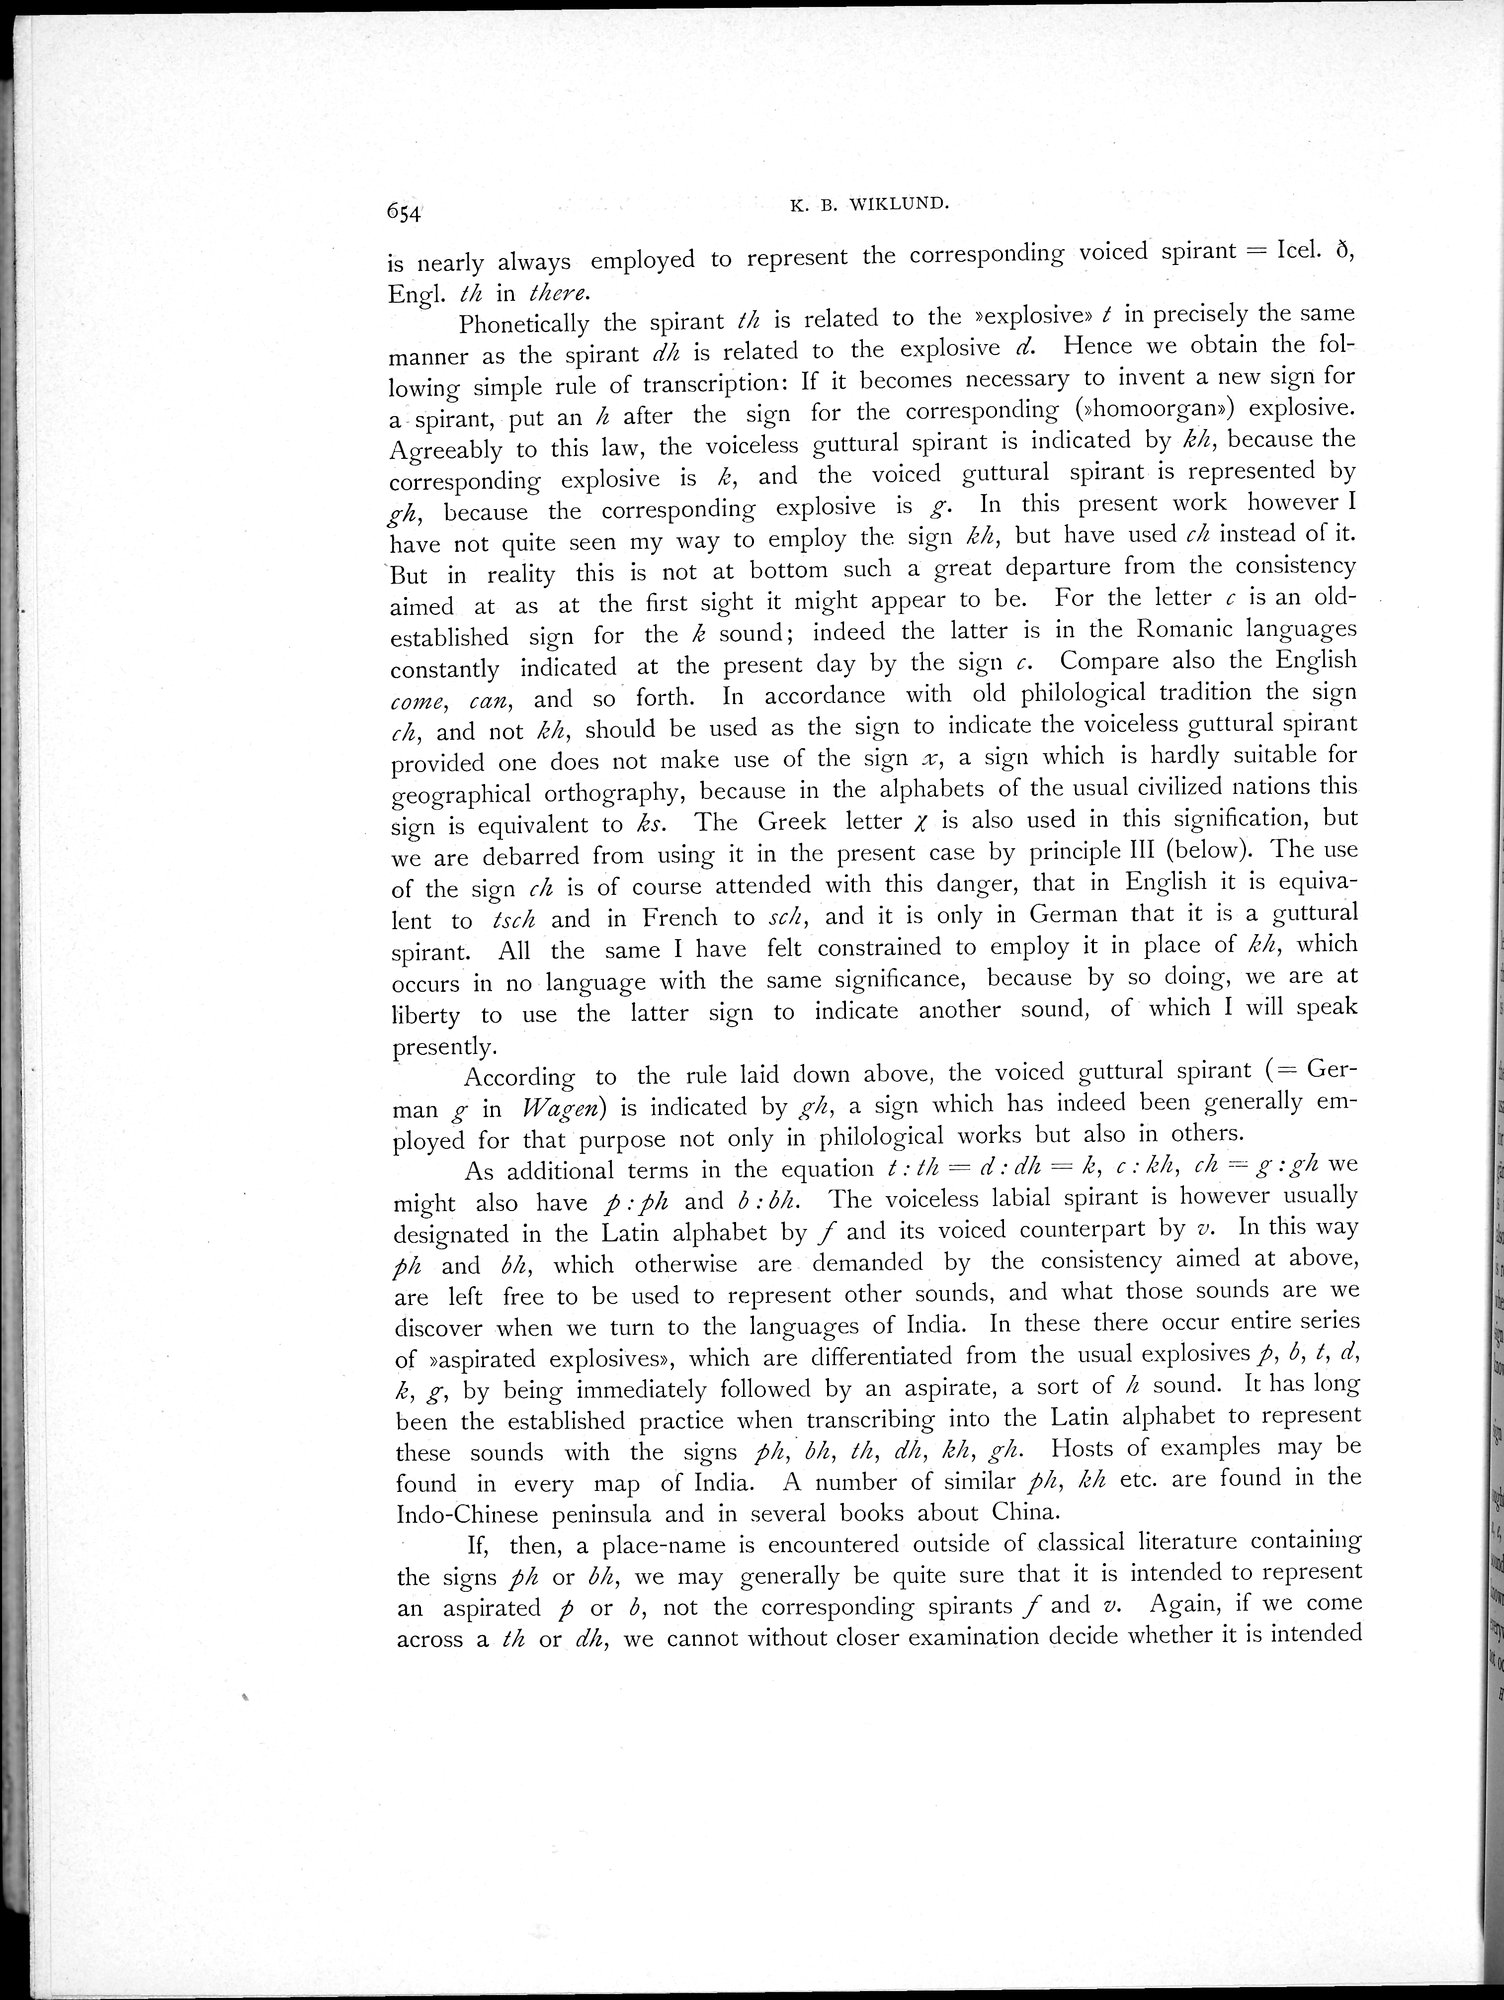 654
K. B. WIKLUND.
is nearly always employed to represent the corresponding voiced spirant = Icel. ð,
Engl. th in there.
Phonetically the spirant th is related to the »explosive» t in precisely the same
manner as the spirant dh is related to the explosive d. Hence we obtain the fol-
lowing simple rule of transcription: If it becomes necessary to invent a new sign for
a spirant, put an h after the sign for the corresponding (»homoorgan») explosive.
Agreeably to this law, the voiceless guttural spirant is indicated by kh, because the
corresponding explosive is k, and the voiced guttural spirant is represented by
gh, because the corresponding explosive is g. In this present work however I
have not quite seen my way to employ the sign kh, but have used ch instead of it.
But in reality this is not at bottom such a great departure from the consistency
aimed at as at the first sight it might appear to be. For the letter c is an old-
established sign for the k sound; indeed the latter is in the Romanic languages
constantly indicated at the present day by the sign c. Compare also the English
come, can, and so forth. In accordance with old philological tradition the sign
ch, and not kh, should be used as the sign to indicate the voiceless guttural spirant
provided one does not make use of the sign x, a sign which is hardly suitable for
geographical orthography, because in the alphabets of the usual civilized nations this
sign is equivalent to ks. The Greek letter χ is also used in this signification, but
we are debarred from using it in the present case by principle III (below). The use
of the sign ch is of course attended with this danger, that in English it is equiva-
lent to tsch and in French to sch, and it is only in German that it is a guttural
spirant. All the same I have felt constrained to employ it in place of kh, which
occurs in no language with the same significance, because by so doing, we are at
liberty to use the latter sign to indicate another sound, of which I will speak
presently.
According to the rule laid down above, the voiced guttural spirant (= Ger-
man g in Wagen) is indicated by gh, a sign which has indeed been generally em-
ployed for that purpose not only in philological works but also in others.
As additional terms in the equation t : th = d : dh = k, c : kh, ch = g : gh we
might also have p : ph and b : bh. The voiceless labial spirant is however usually
designated in the Latin alphabet by f and its voiced counterpart by v. In this way
ph and bh, which otherwise are demanded by the consistency aimed at above,
are left free to be used to represent other sounds, and what those sounds are we
discover when we turn to the languages of India. In these there occur entire series
of »aspirated explosives», which are differentiated from the usual explosives p, b, t, d,
k, g, by being immediately followed by an aspirate, a sort of h sound. It has long
been the established practice when transcribing into the Latin alphabet to represent
these sounds with the signs ph, bh, th, dh, kh, gh. Hosts of examples may be
found in every map of India. A number of similar ph, kh etc. are found in the
Indo-Chinese peninsula and in several books about China.
If, then, a place-name is encountered outside of classical literature containing
the signs ph or bh, we may generally be quite sure that it is intended to represent
an aspirated p or b, not the corresponding spirants f and v. Again, if we come
across a th or dh, we cannot without closer examination decide whether it is intended